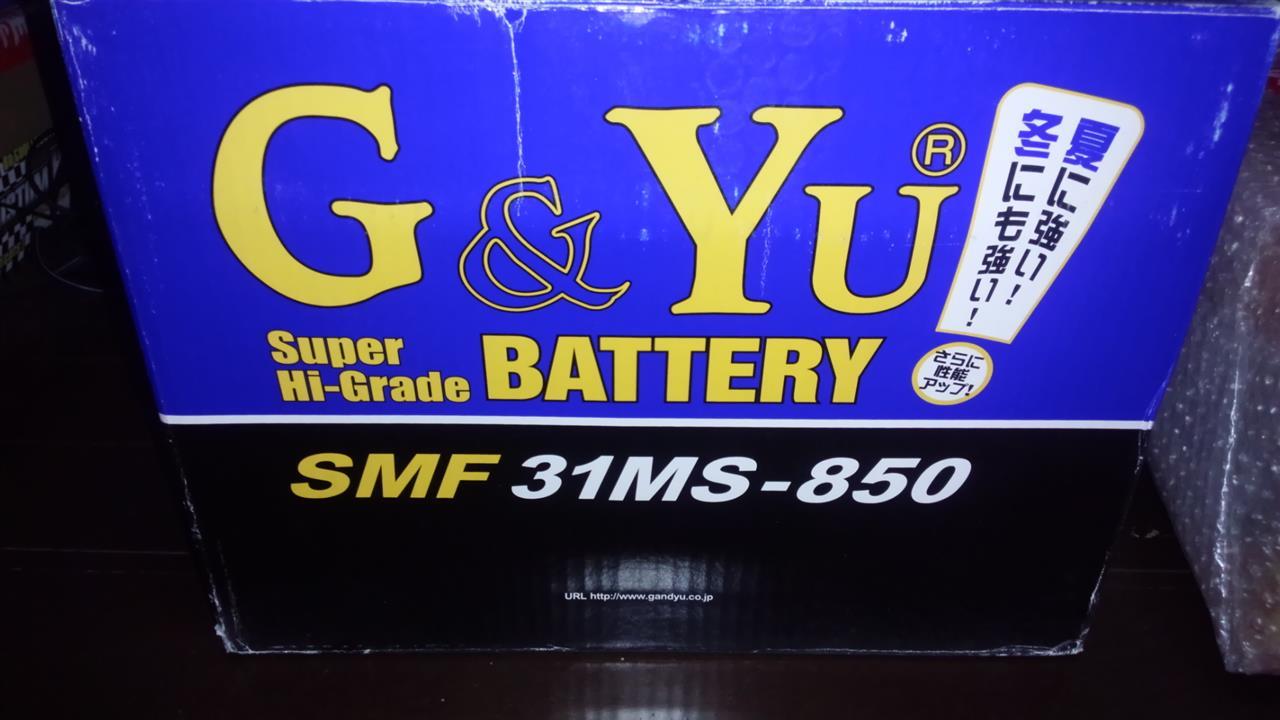 G&YU®
夏に強い!
冬にも強い!
Super
Hi-Grade BATTERY
さらに
性能
アップ!
SMF 31MS-850
URL http://www.gandyu.co.jp